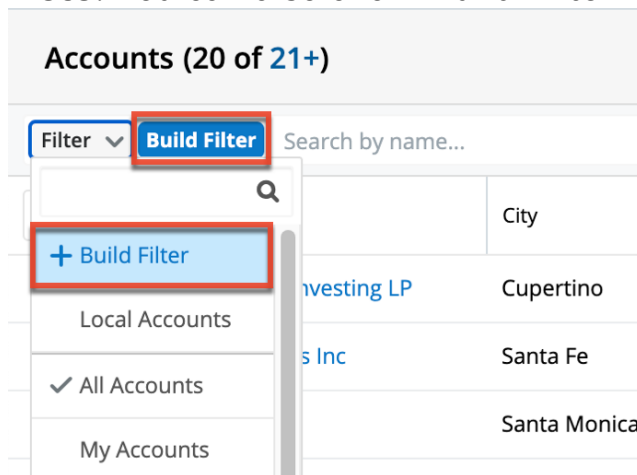 Accounts (20 of 21+)
Filter Build Filter Search by name...
City
+ Build Filter
nvesting LP Cupertino
Local Accounts
s Inc Santa Fe
All Accounts
Santa Monica
My Accounts